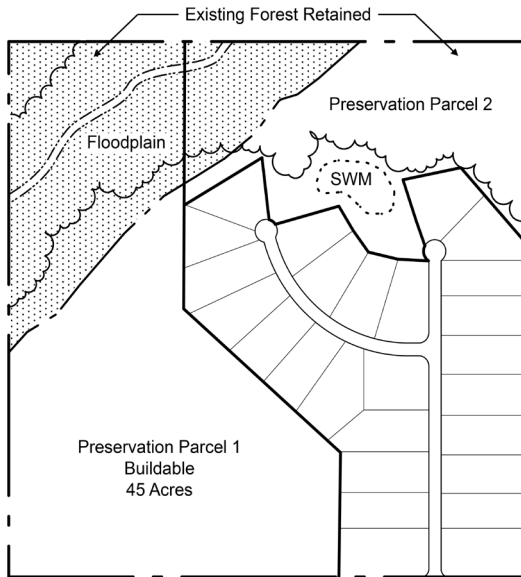 Existing Forest Retained
Preservation Parcel 2
Floodplain
SWM
Preservation Parcel 1
Buildable
45 Acres